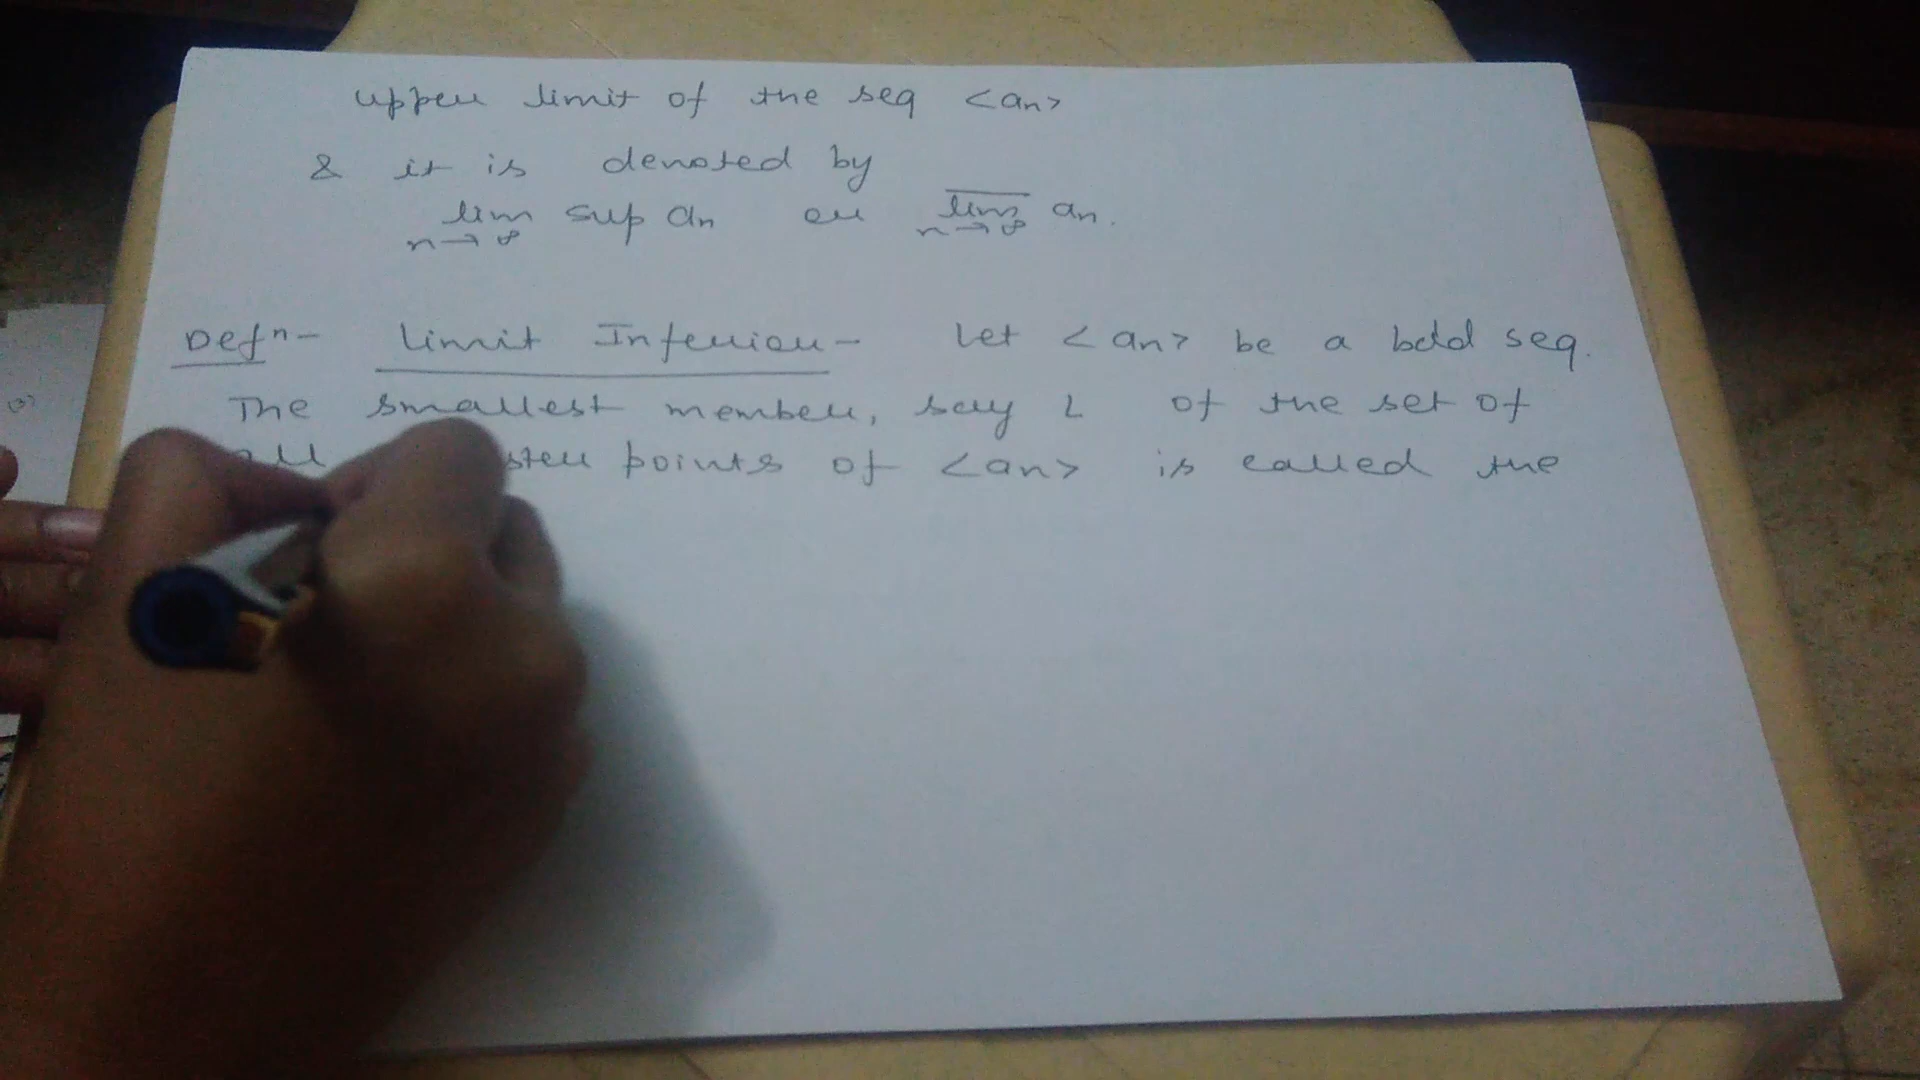 upper limit of the seq <an>
& it is denoted by
lim n→∞ sup an or lim n→∞ an.
Defn- Limit Inferior- Let <an> be a bdd seq.
The smallest member, say L of the set of
all points of <an> is called the